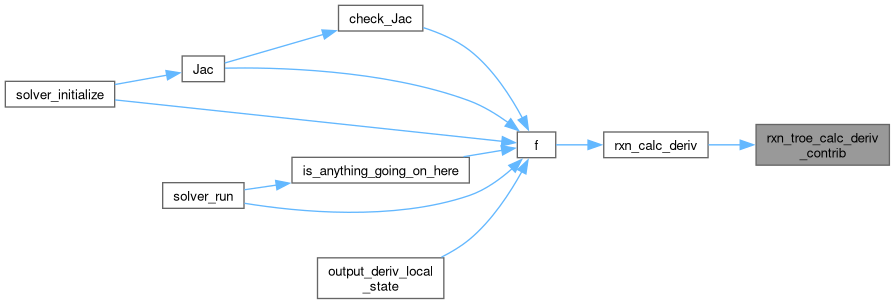 check_Jac
Jac
solver_initialize
f
rxn_calc_deriv
rxn_troe_calc_deriv
_contrib
is_anything_going_on_here
solver_run
output_deriv_local
_state